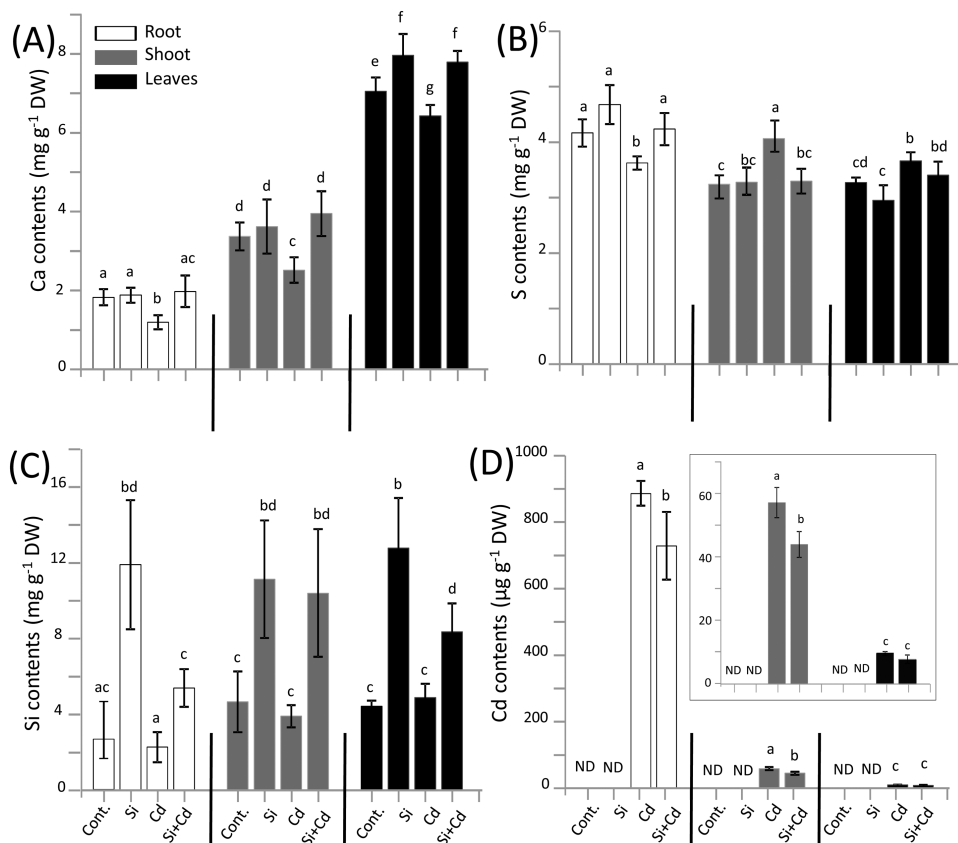 (A)
Root
Shoot
Leaves
Ca contents (mg g⁻¹ DW)
8
6
4
2
0
a a b ac
d d c d
e f g f
(B)
S contents (mg g⁻¹ DW)
6
4
2
0
a a b a
c bc a bc
cd c b bd
(C)
Si contents (mg g⁻¹ DW)
16
12
8
4
0
ac bd a c
c bd c bd
c b c d
Cont. Si Cd Si+Cd
Cont. Si Cd Si+Cd
Cont. Si Cd Si+Cd
(D)
Cd contents (µg g⁻¹ DW)
1000
800
600
400
200
0
ND ND a b
ND ND a b
ND ND c c
60
40
20
0
ND ND a b
ND ND c c
Cont. Si Cd Si+Cd
Cont. Si Cd Si+Cd
Cont. Si Cd Si+Cd